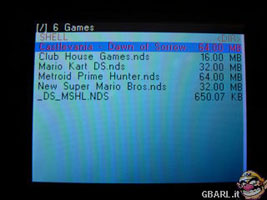 [/] 6 Games
SHELL <DIR>
Castlevania - Dawn of Sorrow. 64.00 MB
Club House Games.nds 16.00 MB
Mario Kart DS.nds 32.00 MB
Metroid Prime Hunter.nds 64.00 MB
New Super Mario Bros.nds 32.00 MB
_DS_MSHL.NDS 650.07 KB
GBARL.it